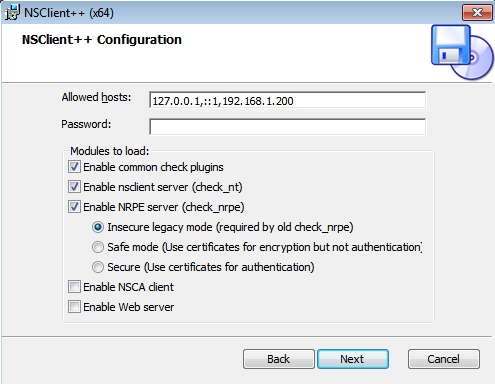 NSClient++ (x64)
NSClient++ Configuration
Allowed hosts: 127.0.0.1,::1,192.168.1.200
Password:
Modules to load:
Enable common check plugins
Enable nsclient server (check_nt)
Enable NRPE server (check_nrpe)
Insecure legacy mode (required by old check_nrpe)
Safe mode (Use certificates for encryption but not authentication)
Secure (Use certificates for authentication)
Enable NSCA client
Enable Web server
Back Next Cancel